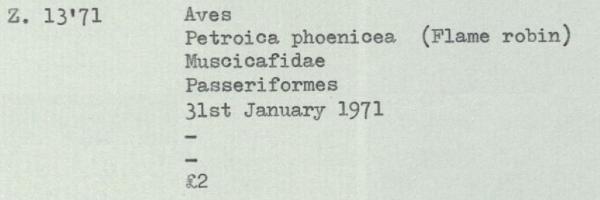 Z. 13'71 Aves
Petroica phoenicea (Flame robin)
Muscicafidae
Passeriformes
31st January 1971
–
–
£2